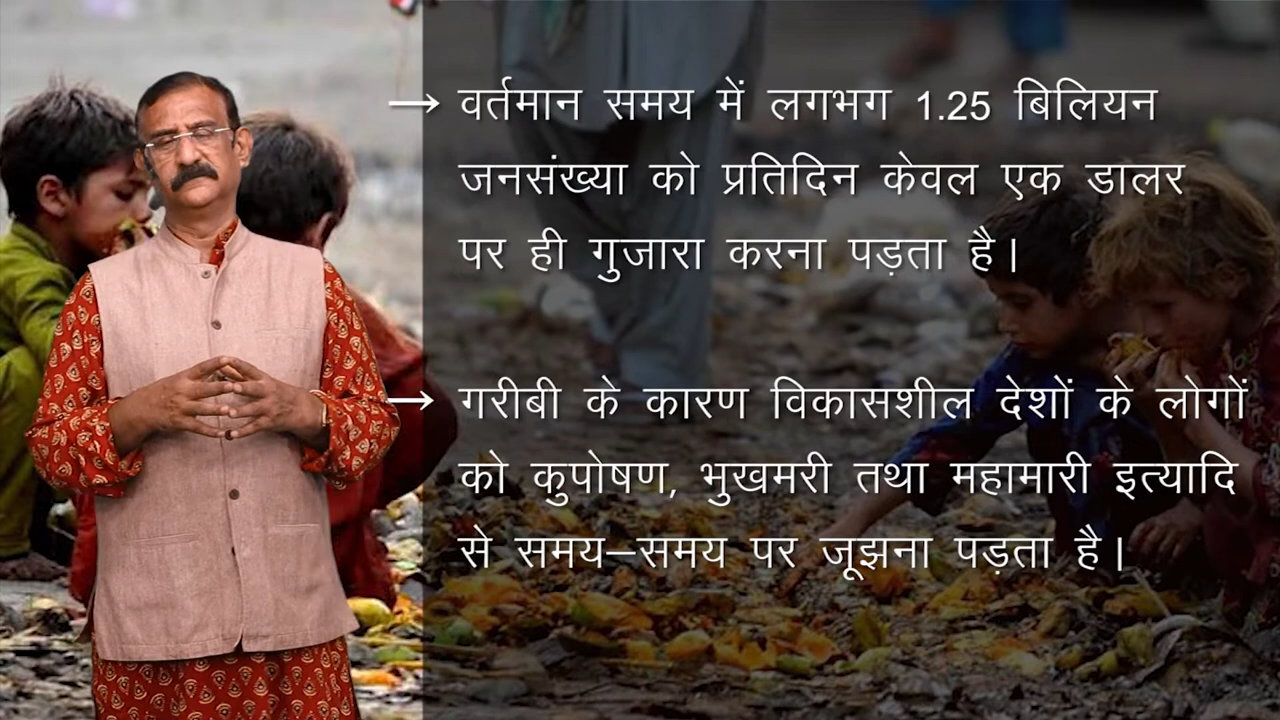 → वर्तमान समय में लगभग 1.25 बिलियन
जनसंख्या को प्रतिदिन केवल एक डालर
पर ही गुजारा करना पड़ता है।
→ गरीबी के कारण विकासशील देशों के लोगों
को कुपोषण, भुखमरी तथा महामारी इत्यादि
से समय–समय पर जूझना पड़ता है।